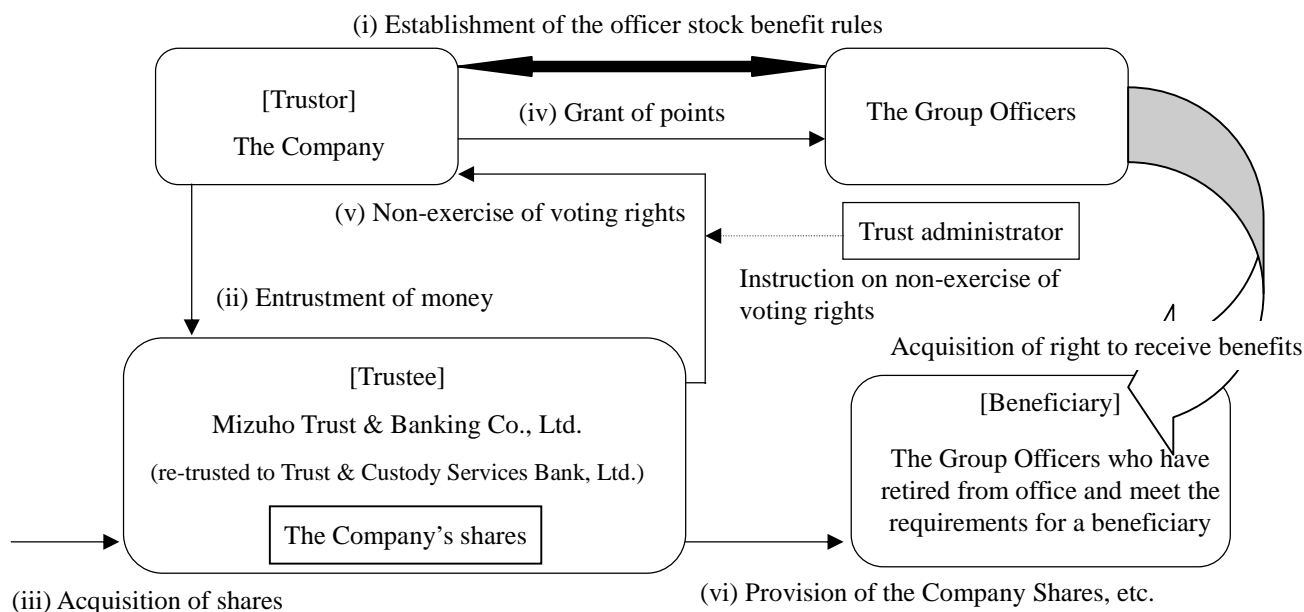 (i) Establishment of the officer stock benefit rules
[Trustor]
The Company
(iv) Grant of points
The Group Officers
(v) Non-exercise of voting rights
Trust administrator
Instruction on non-exercise of
voting rights
(ii) Entrustment of money
Acquisition of right to receive benefits
[Trustee]
Mizuho Trust & Banking Co., Ltd.
(re-trusted to Trust & Custody Services Bank, Ltd.)
The Company’s shares
[Beneficiary]
The Group Officers who have
retired from office and meet the
requirements for a beneficiary
(iii) Acquisition of shares
(vi) Provision of the Company Shares, etc.